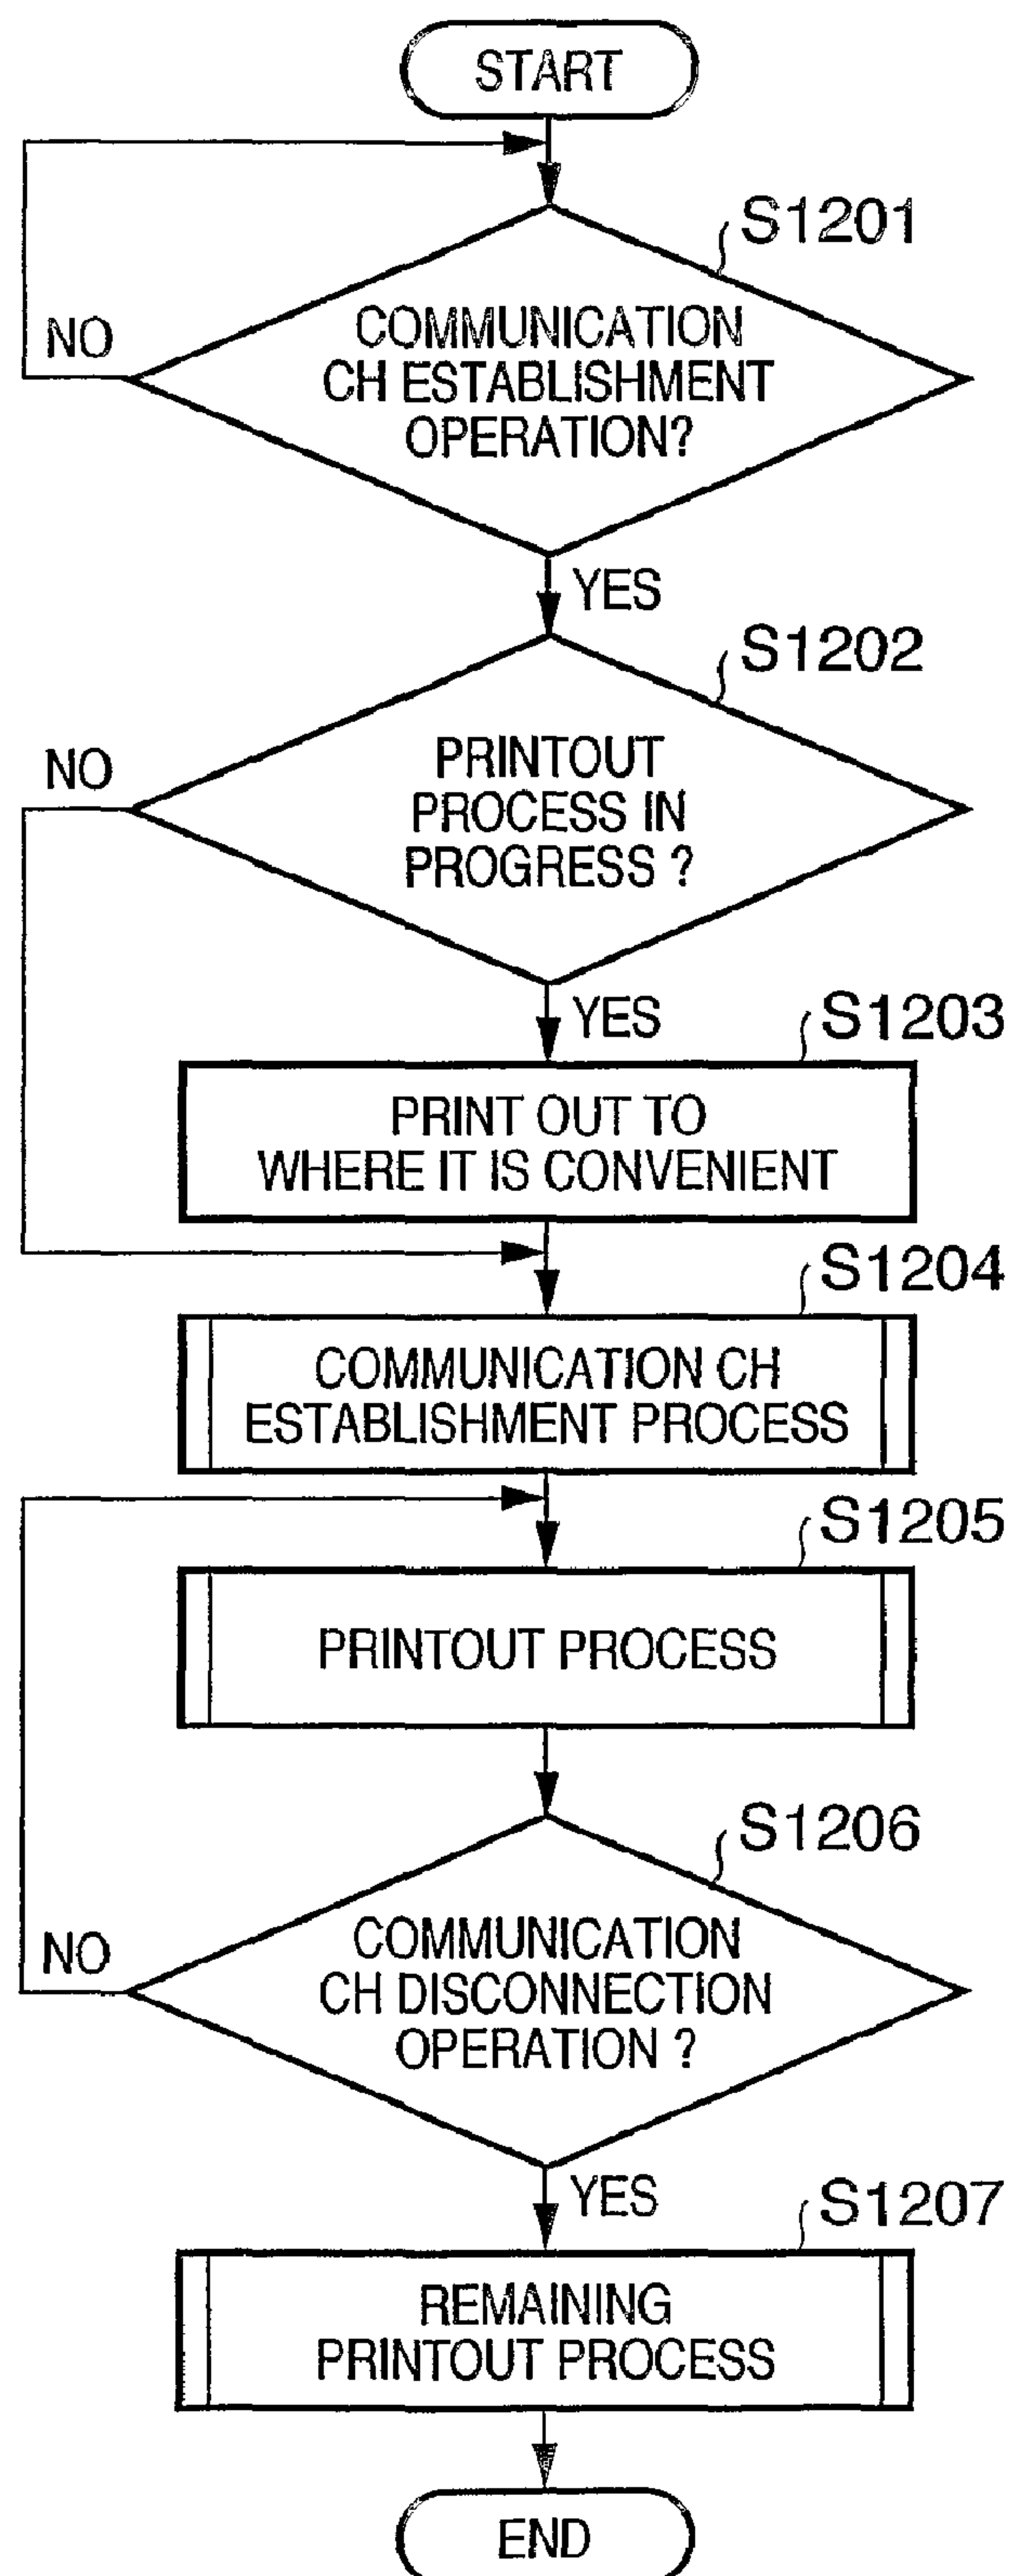 START
S1201
COMMUNICATION
CH ESTABLISHMENT
OPERATION?
NO
YES
S1202
PRINTOUT
PROCESS IN
PROGRESS ?
NO
YES
S1203
PRINT OUT TO
WHERE IT IS CONVENIENT
S1204
COMMUNICATION CH
ESTABLISHMENT PROCESS
S1205
PRINTOUT PROCESS
S1206
COMMUNICATION
CH DISCONNECTION
OPERATION ?
NO
YES
S1207
REMAINING
PRINTOUT PROCESS
END